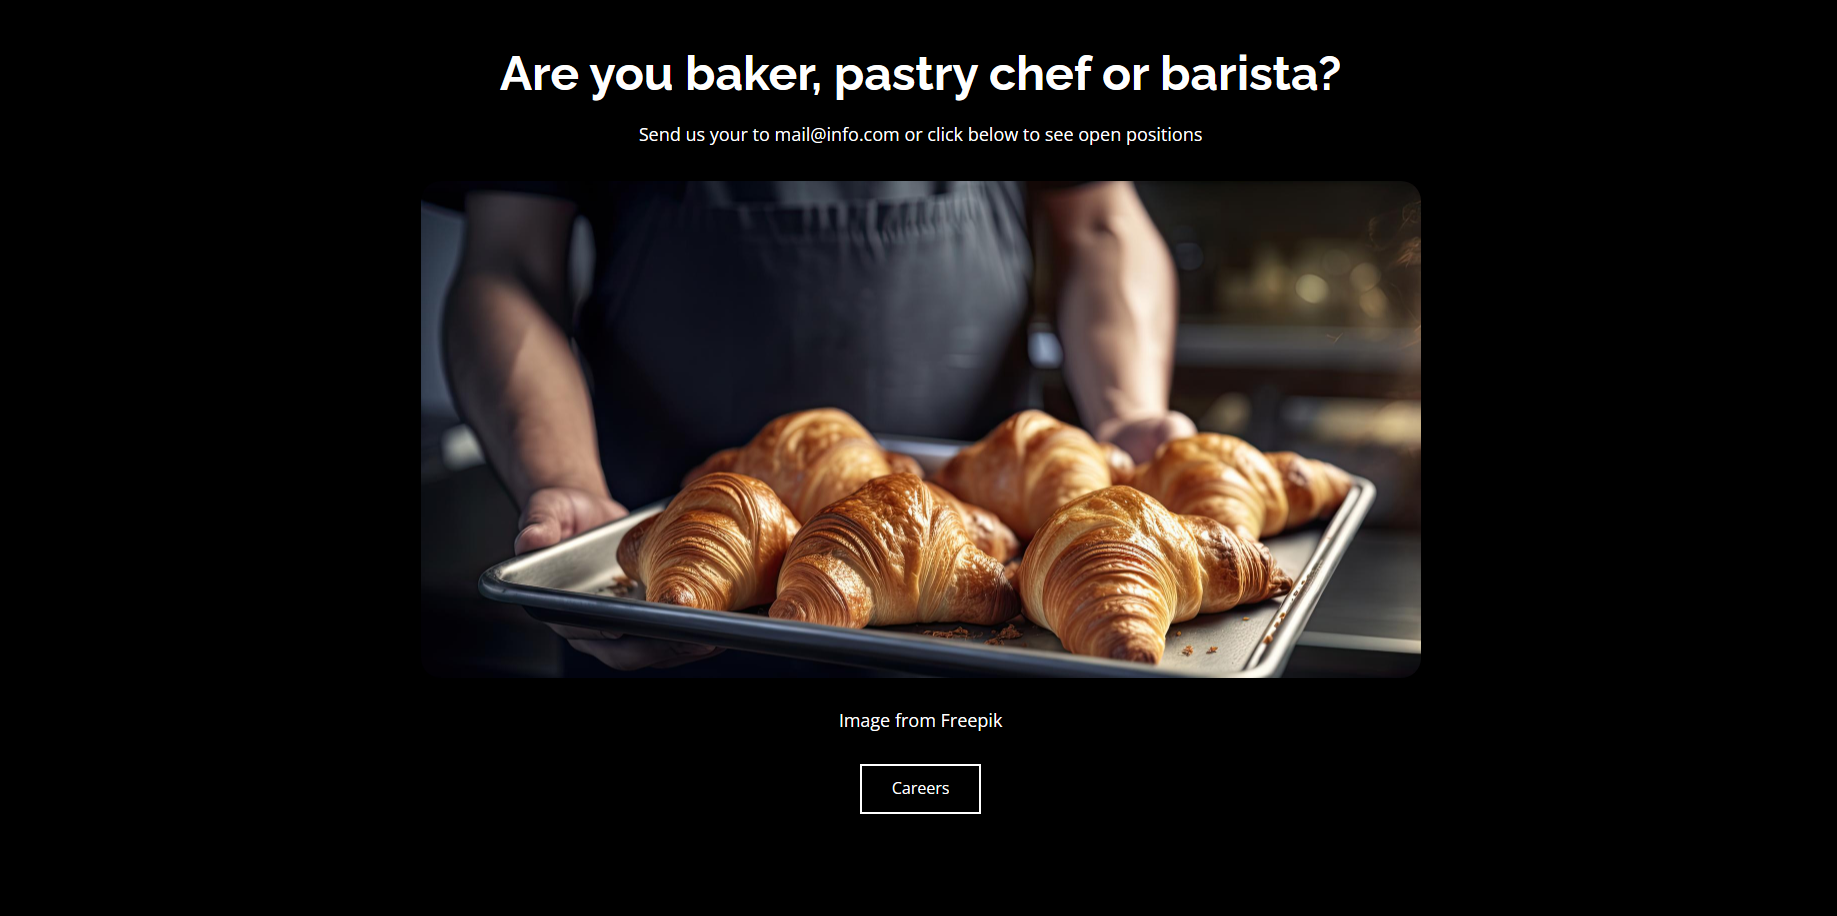 Are you baker, pastry chef or barista?
Send us your to mail@info.com or click below to see open positions
Image from Freepik
Careers